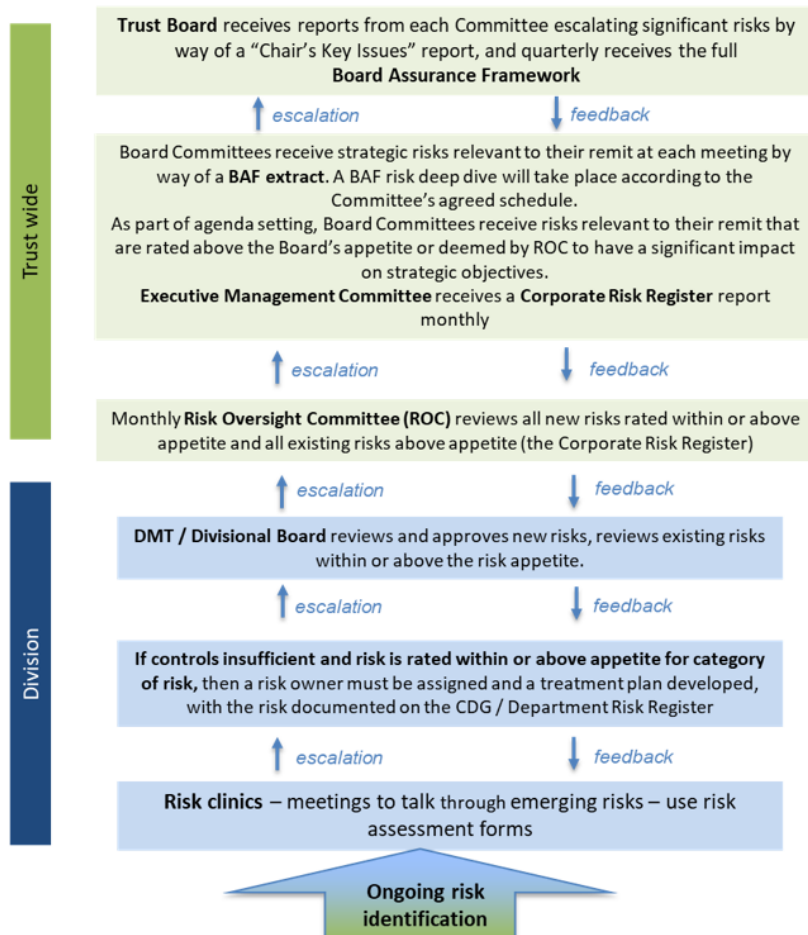 Trust Board receives reports from each Committee escalating significant risks by
way of a “Chair’s Key Issues” report, and quarterly receives the full
Board Assurance Framework
escalation
feedback
Trust wide
Board Committees receive strategic risks relevant to their remit at each meeting by
way of a BAF extract. A BAF risk deep dive will take place according to the
Committee’s agreed schedule.
As part of agenda setting, Board Committees receive risks relevant to their remit that
are rated above the Board’s appetite or deemed by ROC to have a significant impact
on strategic objectives.
Executive Management Committee receives a Corporate Risk Register report
monthly
escalation
feedback
Monthly Risk Oversight Committee (ROC) reviews all new risks rated within or above
appetite and all existing risks above appetite (the Corporate Risk Register)
escalation
feedback
DMT / Divisional Board reviews and approves new risks, reviews existing risks
within or above the risk appetite.
escalation
feedback
Division
If controls insufficient and risk is rated within or above appetite for category
of risk, then a risk owner must be assigned and a treatment plan developed,
with the risk documented on the CDG / Department Risk Register
escalation
feedback
Risk clinics – meetings to talk through emerging risks – use risk
assessment forms
Ongoing risk
identification